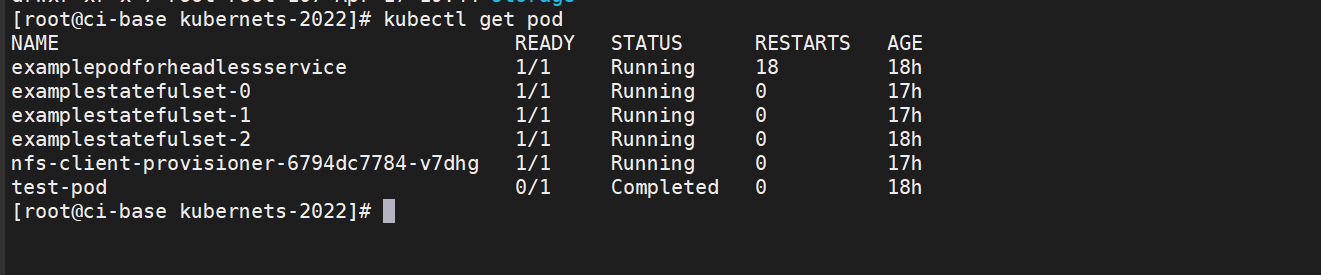 [root@ci-base kubernets-2022]# kubectl get pod
NAME                                      READY   STATUS      RESTARTS   AGE
examplepodforheadlessservice              1/1     Running     18         18h
examplestatefulset-0                      1/1     Running     0          17h
examplestatefulset-1                      1/1     Running     0          17h
examplestatefulset-2                      1/1     Running     0          18h
nfs-client-provisioner-6794dc7784-v7dhg   1/1     Running     0          17h
test-pod                                  0/1     Completed   0          18h
[root@ci-base kubernets-2022]#